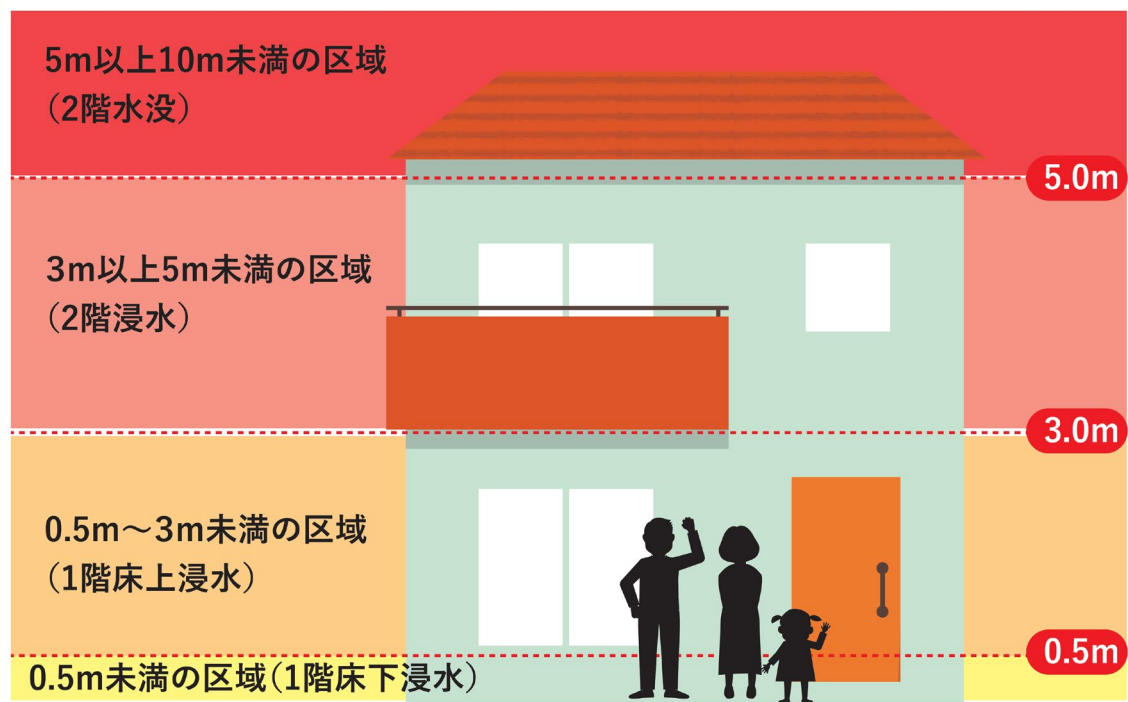 5m以上10m未満の区域
（2階水没）
5.0m
3m以上5m未満の区域
（2階浸水）
3.0m
0.5m～3m未満の区域
（1階床上浸水）
0.5m
0.5m未満の区域（1階床下浸水）